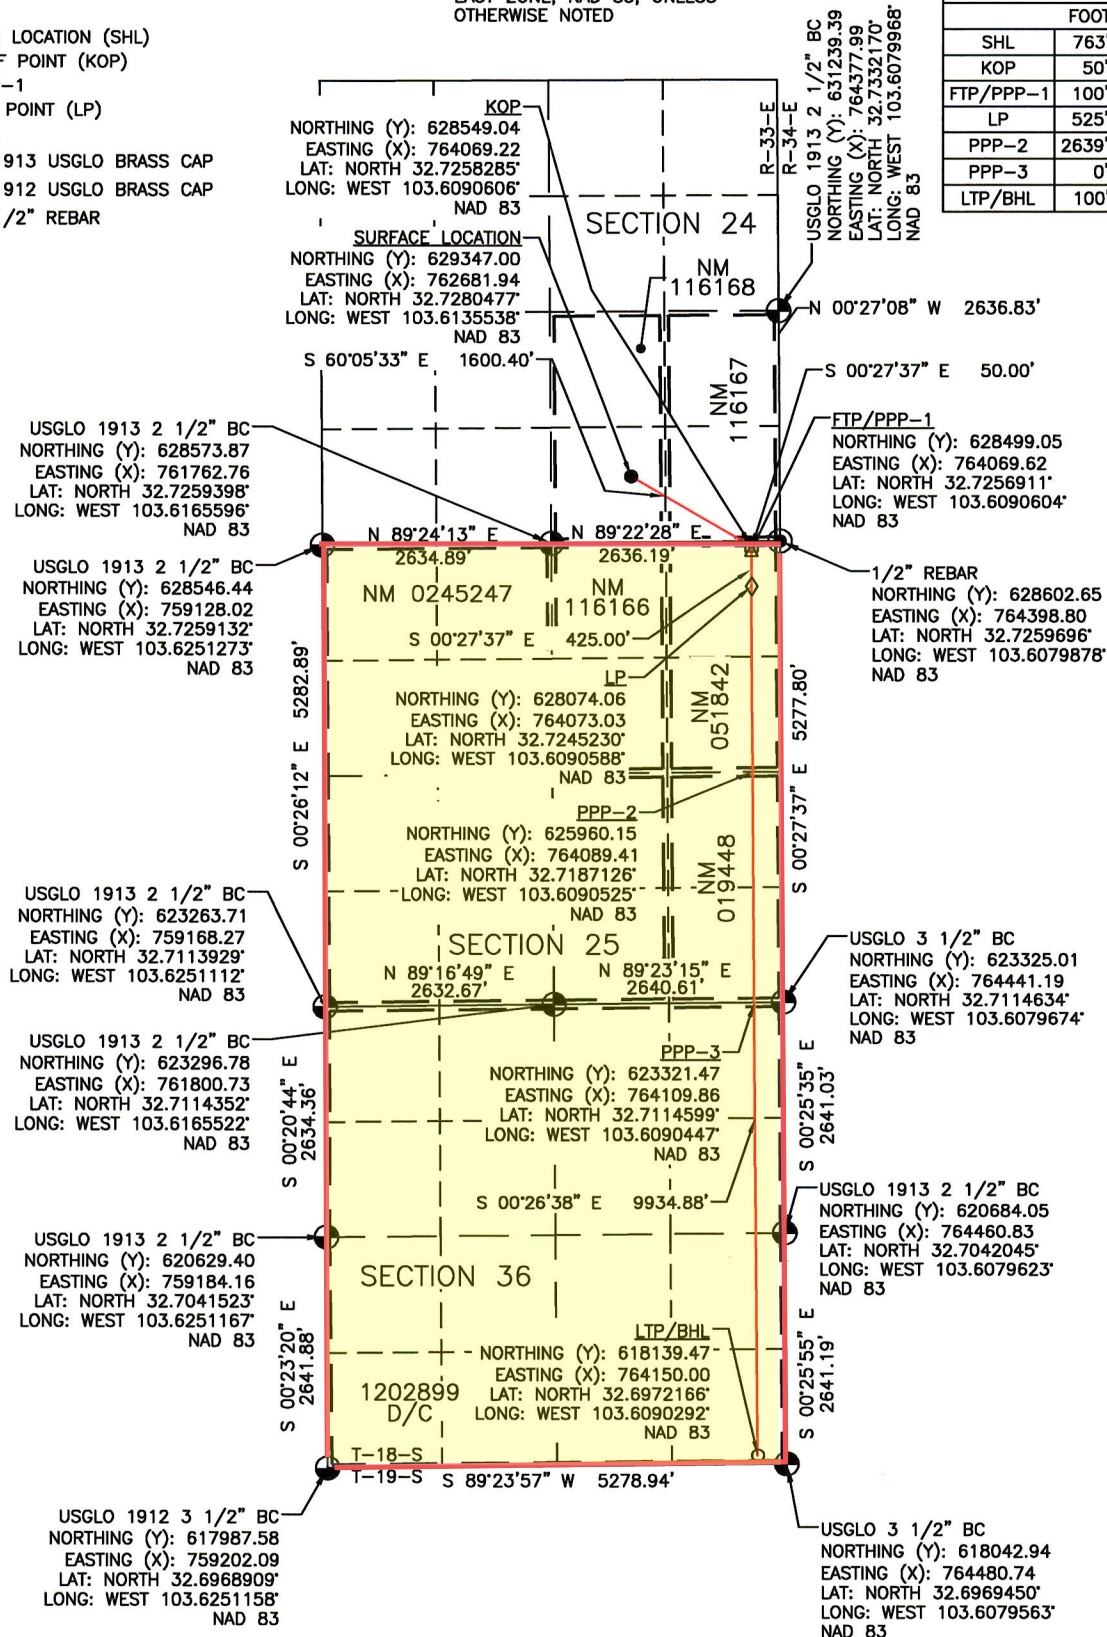 EAST ZONE, NAD 83, UNLESS
OTHERWISE NOTED
LOCATION (SHL)
POINT (KOP)
-1
POINT (LP)
913 USGLO BRASS CAP
912 USGLO BRASS CAP
/2" REBAR
FOOT
SHL 763'
KOP 50'
FTP/PPP-1 100'
LP 525'
PPP-2 2639'
PPP-3 0'
LTP/BHL 100'
KOP
NORTHING (Y): 628549.04
EASTING (X): 764069.22
LAT: NORTH 32.7258285°
LONG: WEST 103.6090606°
NAD 83
R-33-E
R-34-E
USGLO 1913 2 1/2" BC
NORTHING (Y): 631239.39
EASTING (X): 764377.99
LAT: NORTH 32.7332170°
LONG: WEST 103.6079968°
NAD 83
SECTION 24
SURFACE LOCATION
NORTHING (Y): 629347.00
EASTING (X): 762681.94
LAT: NORTH 32.7280477°
LONG: WEST 103.6135538°
NAD 83
NM
116168
N 00°27'08" W 2636.83'
S 60°05'33" E 1600.40'
NM
116167
S 00°27'37" E 50.00'
FTP/PPP-1
NORTHING (Y): 628499.05
EASTING (X): 764069.62
LAT: NORTH 32.7256911°
LONG: WEST 103.6090604°
NAD 83
USGLO 1913 2 1/2" BC
NORTHING (Y): 628573.87
EASTING (X): 761762.76
LAT: NORTH 32.7259398°
LONG: WEST 103.6165596°
NAD 83
N 89°24'13" E
2634.89'
N 89°22'28" E
2636.19'
USGLO 1913 2 1/2" BC
NORTHING (Y): 628546.44
EASTING (X): 759128.02
LAT: NORTH 32.7259132°
LONG: WEST 103.6251273°
NAD 83
1/2" REBAR
NORTHING (Y): 628602.65
EASTING (X): 764398.80
LAT: NORTH 32.7259696°
LONG: WEST 103.6079878°
NAD 83
NM 0245247
NM
116166
S 00°27'37" E 425.00'
LP
NORTHING (Y): 628074.06
EASTING (X): 764073.03
LAT: NORTH 32.7245230°
LONG: WEST 103.6090588°
NAD 83
NM
051842
S 00°26'12" E 5282.89'
S 00°27'37" E 5277.80'
PPP-2
NORTHING (Y): 625960.15
EASTING (X): 764089.41
LAT: NORTH 32.7187126°
LONG: WEST 103.6090525°
NAD 83
NM
019448
USGLO 1913 2 1/2" BC
NORTHING (Y): 623263.71
EASTING (X): 759168.27
LAT: NORTH 32.7113929°
LONG: WEST 103.6251112°
NAD 83
SECTION 25
N 89°16'49" E
2632.67'
N 89°23'15" E
2640.61'
USGLO 3 1/2" BC
NORTHING (Y): 623325.01
EASTING (X): 764441.19
LAT: NORTH 32.7114634°
LONG: WEST 103.6079674°
NAD 83
USGLO 1913 2 1/2" BC
NORTHING (Y): 623296.78
EASTING (X): 761800.73
LAT: NORTH 32.7114352°
LONG: WEST 103.6165522°
NAD 83
PPP-3
NORTHING (Y): 623321.47
EASTING (X): 764109.86
LAT: NORTH 32.7114599°
LONG: WEST 103.6090447°
NAD 83
S 00°20'44" E
2634.36'
S 00°25'35" E
2641.03'
S 00°26'38" E 9934.88'
USGLO 1913 2 1/2" BC
NORTHING (Y): 620684.05
EASTING (X): 764460.83
LAT: NORTH 32.7042045°
LONG: WEST 103.6079623°
NAD 83
USGLO 1913 2 1/2" BC
NORTHING (Y): 620629.40
EASTING (X): 759184.16
LAT: NORTH 32.7041523°
LONG: WEST 103.6251167°
NAD 83
SECTION 36
S 00°23'20" E
2641.88'
LTP/BHL
NORTHING (Y): 618139.47
EASTING (X): 764150.00
LAT: NORTH 32.6972166°
LONG: WEST 103.6090292°
NAD 83
S 00°25'55" E
2641.19'
1202899
D/C
T-18-S
T-19-S
S 89°23'57" W 5278.94'
USGLO 1912 3 1/2" BC
NORTHING (Y): 617987.58
EASTING (X): 759202.09
LAT: NORTH 32.6968909°
LONG: WEST 103.6251158°
NAD 83
USGLO 3 1/2" BC
NORTHING (Y): 618042.94
EASTING (X): 764480.74
LAT: NORTH 32.6969450°
LONG: WEST 103.6079563°
NAD 83